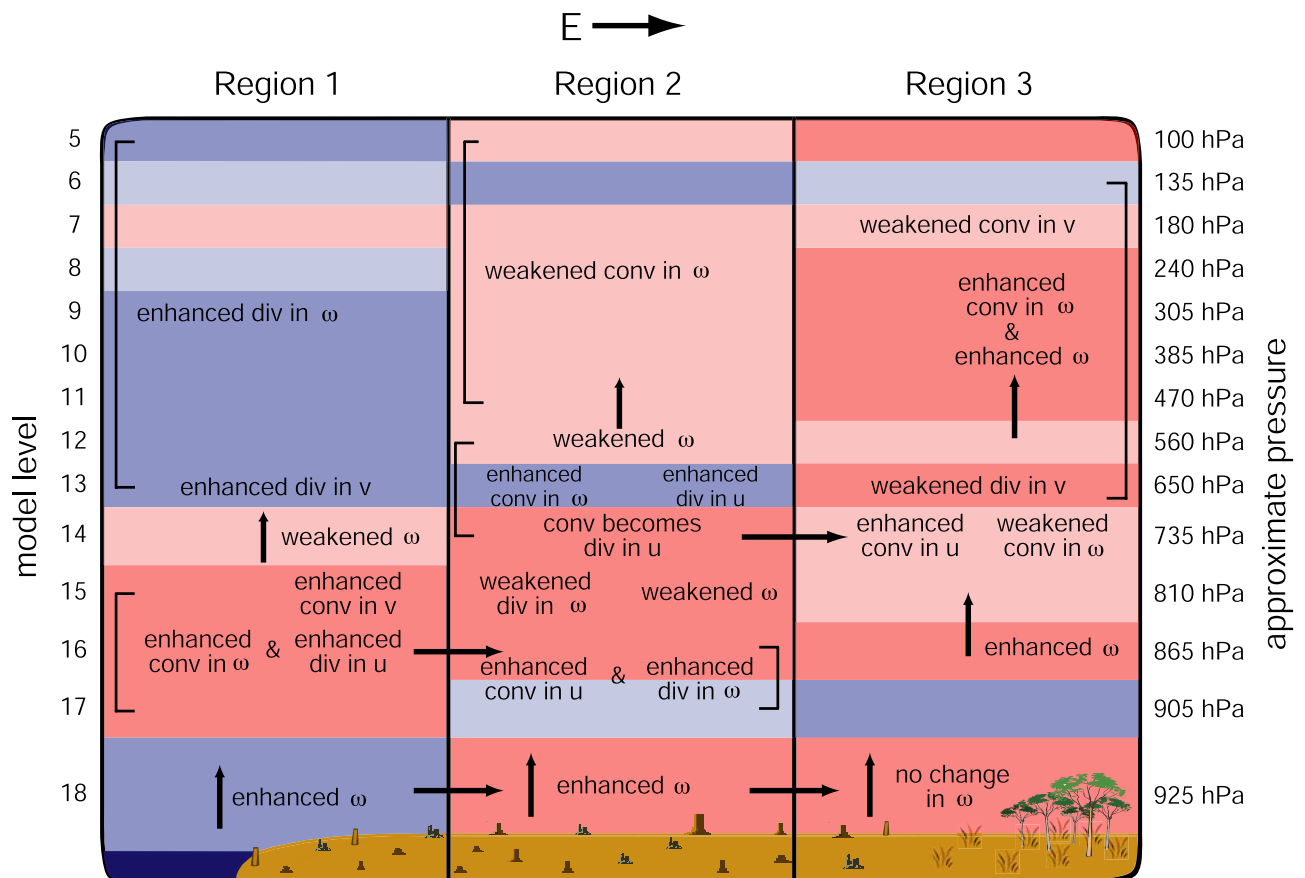 E
Region 1
Region 2
Region 3
model level
5
6
7
8
9
10
11
12
13
14
15
16
17
18
enhanced div in ω
enhanced div in v
weakened ω
enhanced
conv in v
enhanced
conv in ω
&
enhanced
div in u
enhanced ω
weakened conv in ω
weakened ω
enhanced
conv in ω
enhanced
div in u
conv becomes
div in u
weakened
div in ω
weakened ω
enhanced
conv in u
&
enhanced
div in ω
enhanced ω
weakened conv in v
enhanced
conv in ω
&
enhanced ω
weakened div in v
enhanced
conv in u
weakened
conv in ω
enhanced ω
no change
in ω
100 hPa
135 hPa
180 hPa
240 hPa
305 hPa
385 hPa
470 hPa
560 hPa
650 hPa
735 hPa
810 hPa
865 hPa
905 hPa
925 hPa
approximate pressure